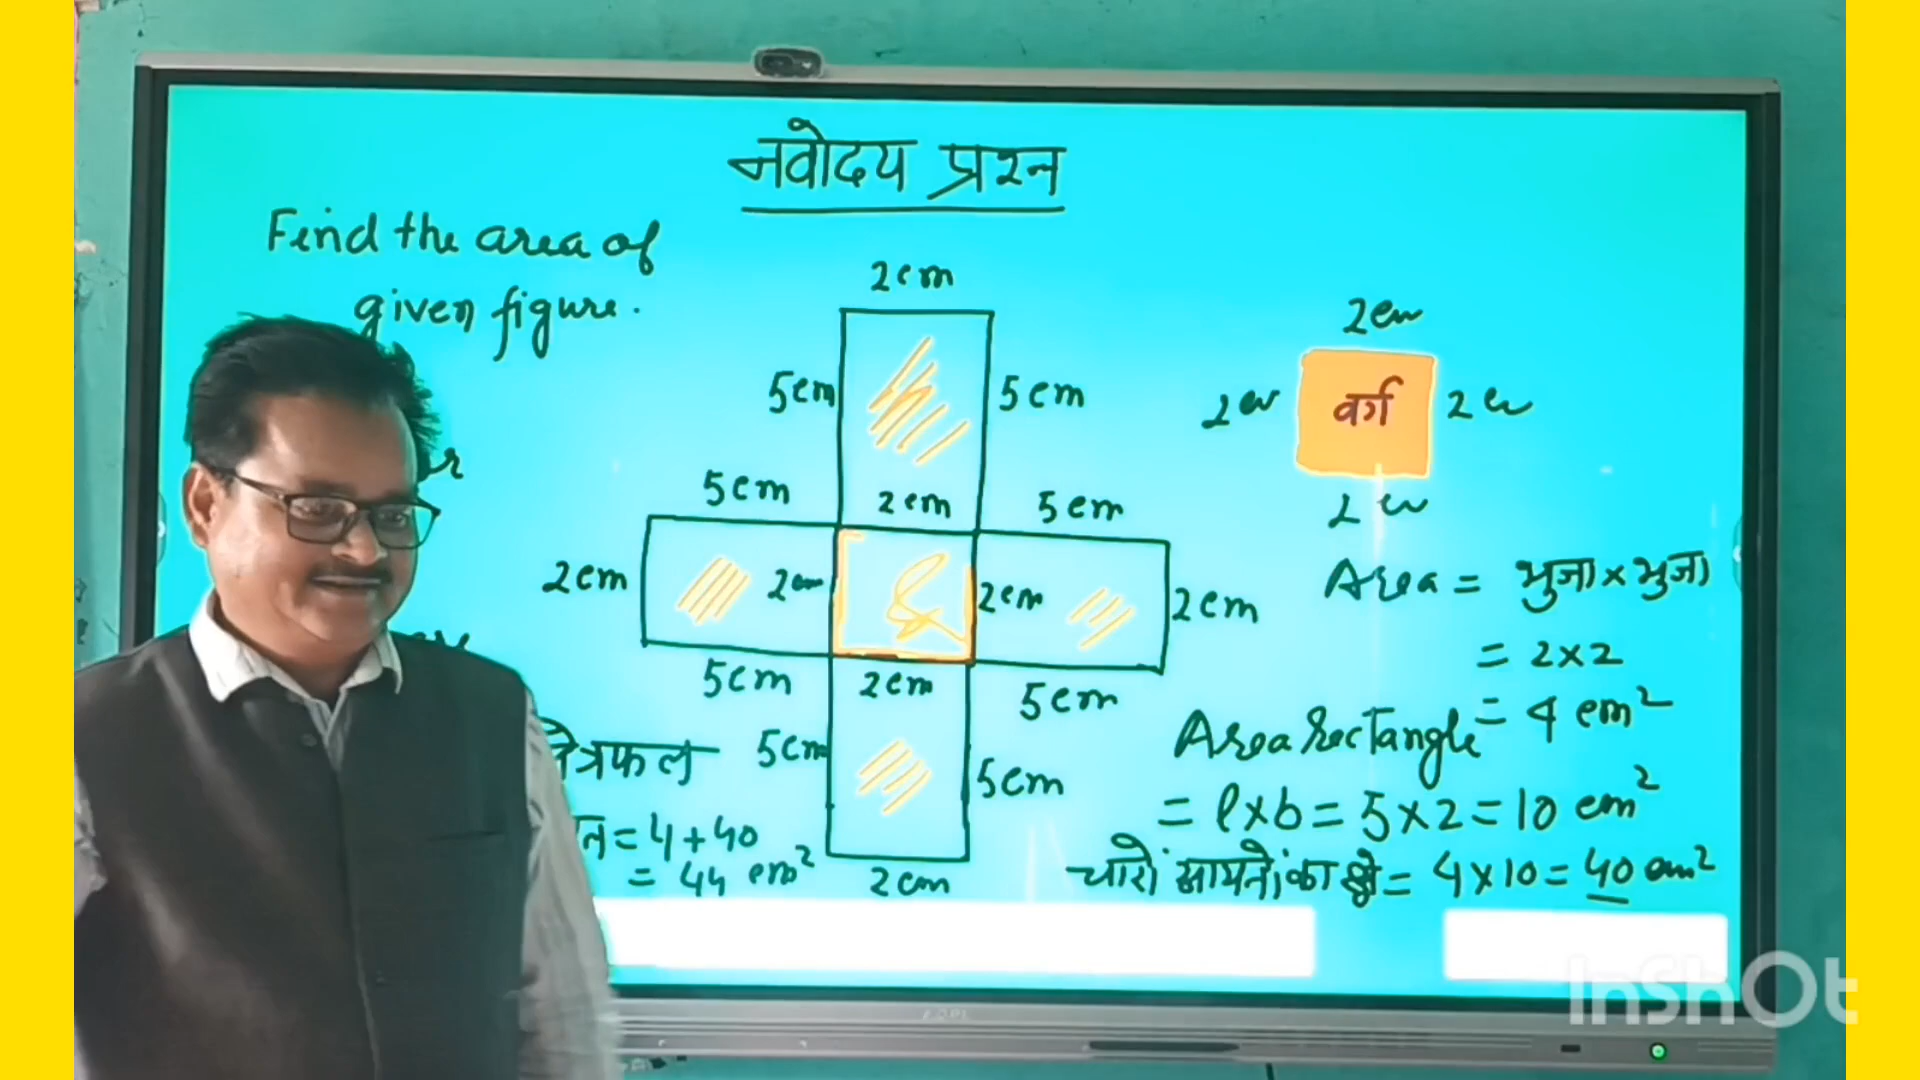 नवोदय प्रश्न
Find the area of
given figure.
2cm
5cm
5cm
5cm
2cm
5cm
2cm
2cm
2cm
2cm
5cm
2cm
5cm
5cm
5cm
2cm
2cm
वर्ग
2cm
2cm
2cm
Area = भुजा × भुजा
= 2×2
= 4 cm²
Area Rectangle
= l×b = 5×2 = 10 cm²
चारों आयतों का क्षे = 4×10 = 40 cm²
त्रफल
= 4+40
= 44 cm²
InShOt